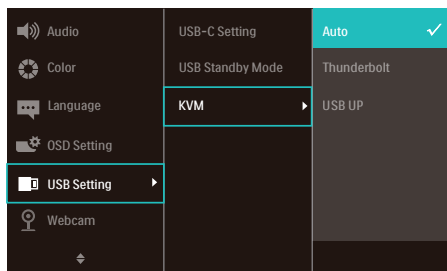 Audio
Color
Language
OSD Setting
USB Setting
Webcam
USB-C Setting
USB Standby Mode
KVM
Auto
Thunderbolt
USB UP